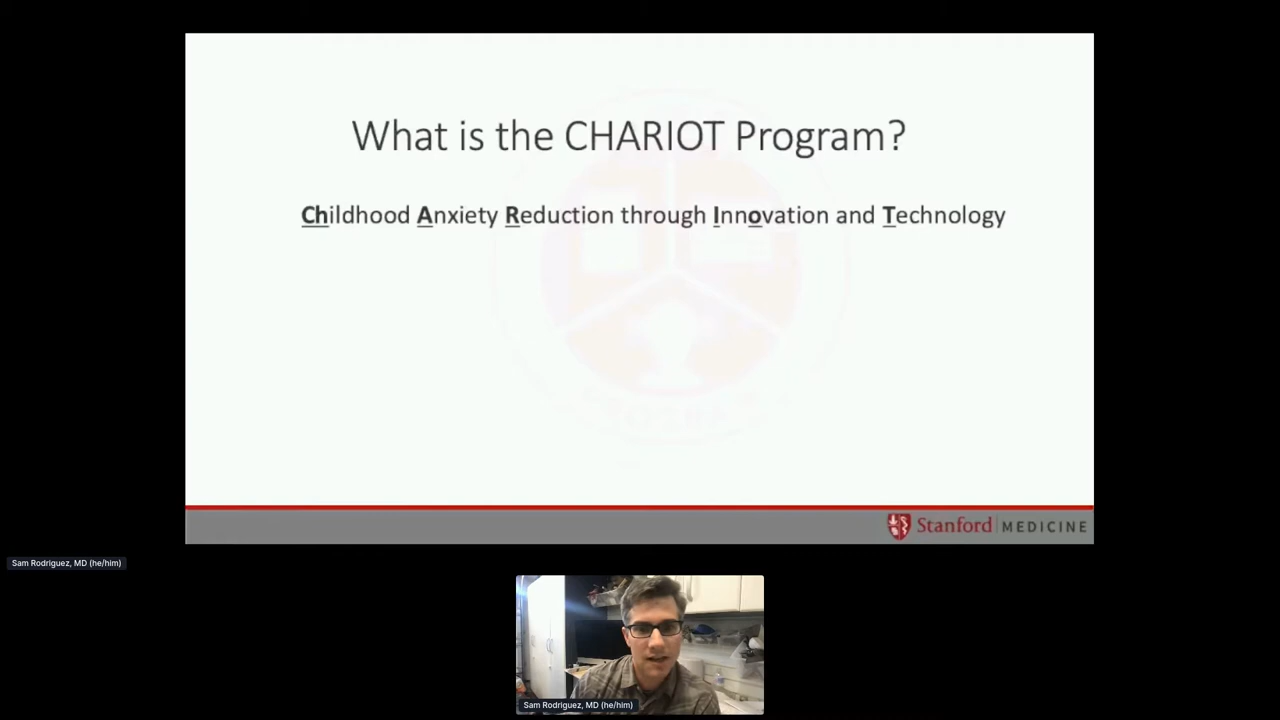 What is the CHARIOT Program?
Childhood Anxiety Reduction through Innovation and Technology
Stanford MEDICINE
Sam Rodriguez, MD (he/him)
Sam Rodriguez, MD (he/him)